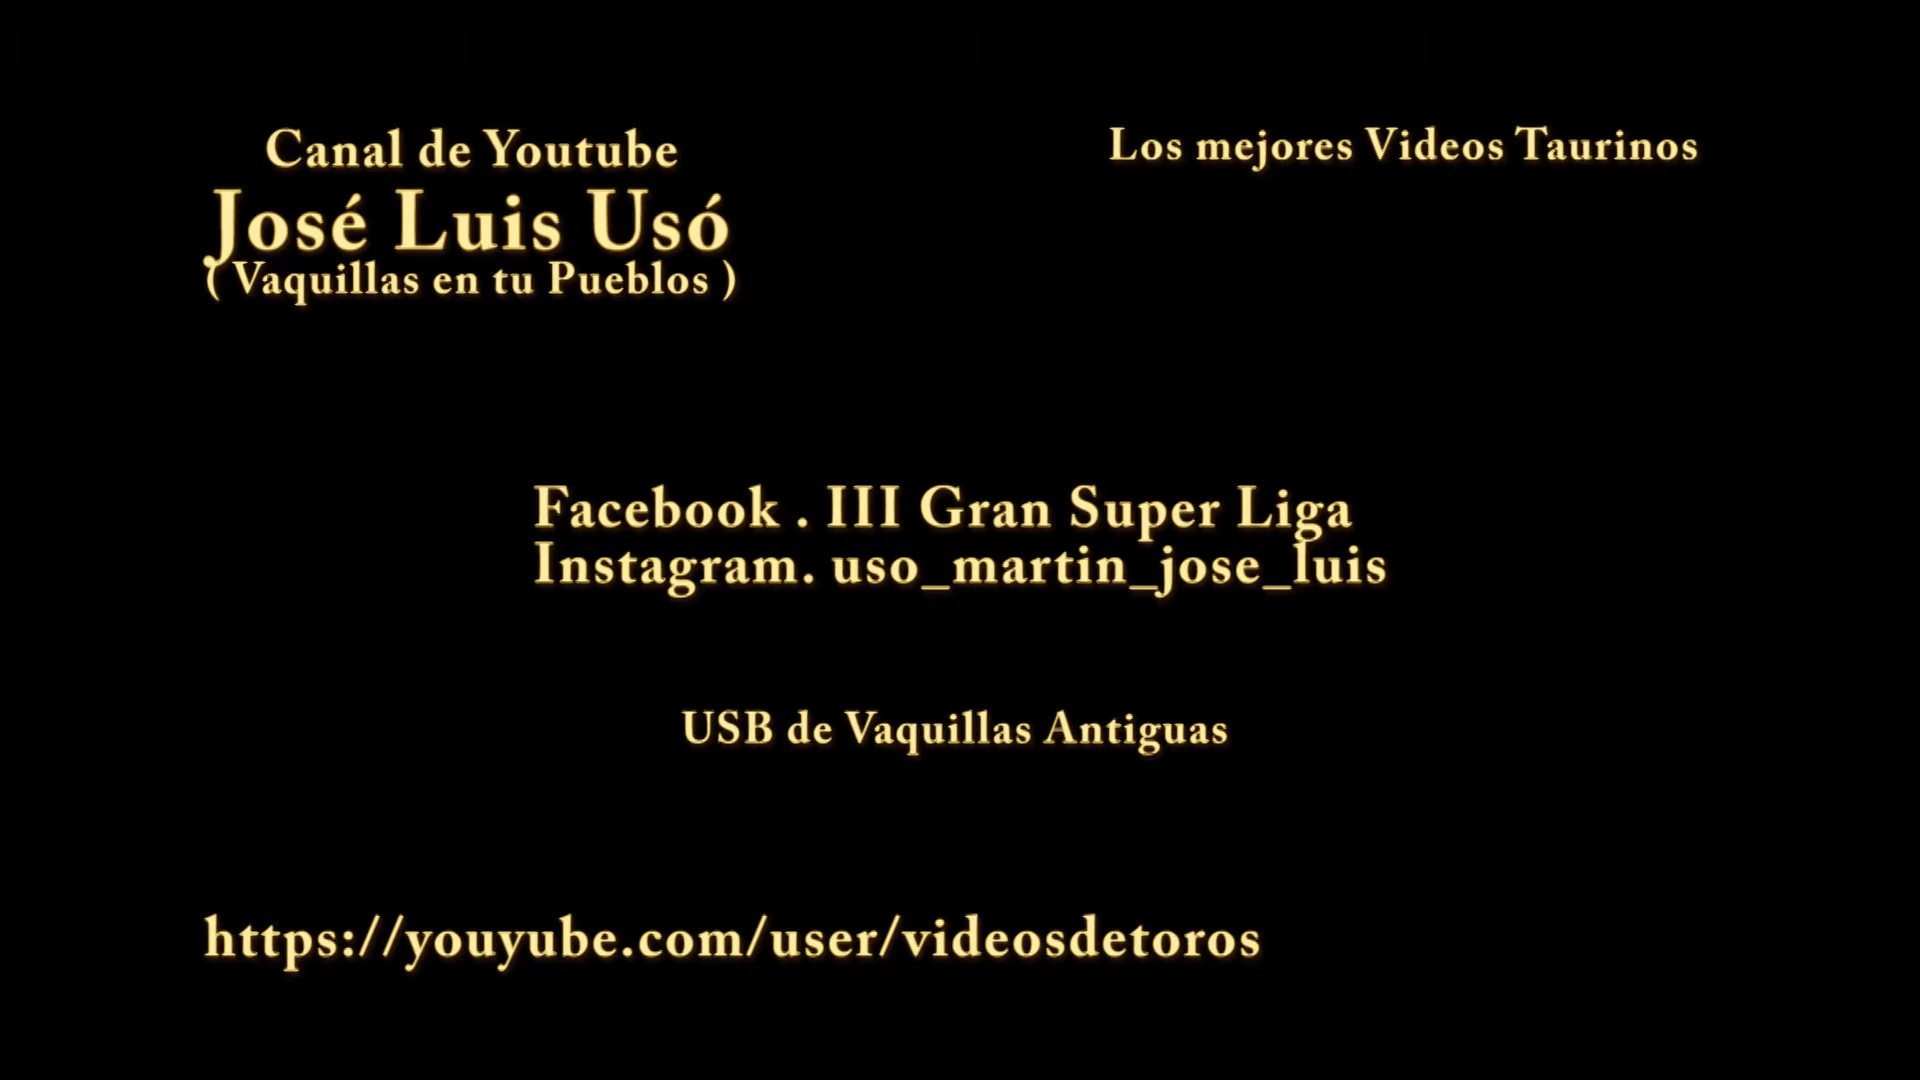 Canal de Youtube
José Luis Usó
( Vaquillas en tu Pueblos )
Los mejores Videos Taurinos
Facebook . III Gran Super Liga
Instagram. uso_martin_jose_luis
USB de Vaquillas Antiguas
https://youyube.com/user/videosdetoros